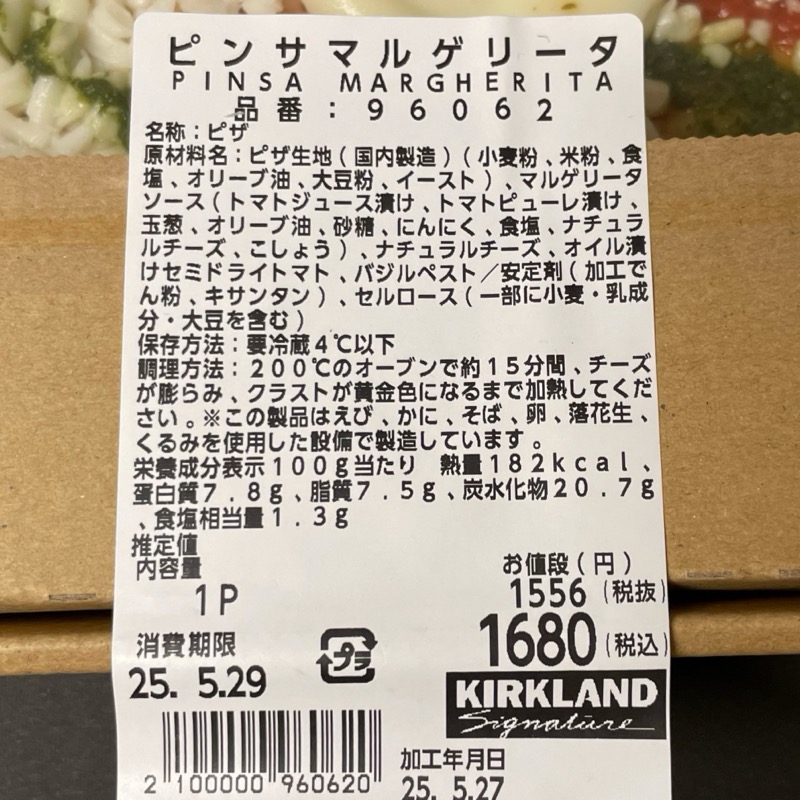 ピンサマルゲリータ
PINSA MARGHERITA
品番：96062
名称：ピザ
原材料名：ピザ生地（国内製造）（小麦粉、米粉、食
塩、オリーブ油、大豆粉、イースト）、マルゲリータ
ソース（トマトジュース漬け、トマトピューレ漬け、
玉葱、オリーブ油、砂糖、にんにく、食塩、ナチュラ
ルチーズ、こしょう）、ナチュラルチーズ、オイル漬
けセミドライトマト、バジルペスト／安定剤（加工で
ん粉、キサンタン）、セルロース（一部に小麦・乳成
分・大豆を含む）
保存方法：要冷蔵4℃以下
調理方法：200℃のオーブンで約15分間、チーズ
が膨らみ、クラストが黄金色になるまで加熱してくだ
さい。※この製品はえび、かに、そば、卵、落花生、
くるみを使用した設備で製造しています。
栄養成分表示100g当たり 熱量182kcal、
蛋白質7.8g、脂質7.5g、炭水化物20.7g
、食塩相当量1.3g
推定値
内容量
1P
お値段（円）
1556（税抜）
1680（税込）
消費期限
プラ
25. 5.29
KIRKLAND
Signature
加工年月日
25. 5.27
2 100000 960620